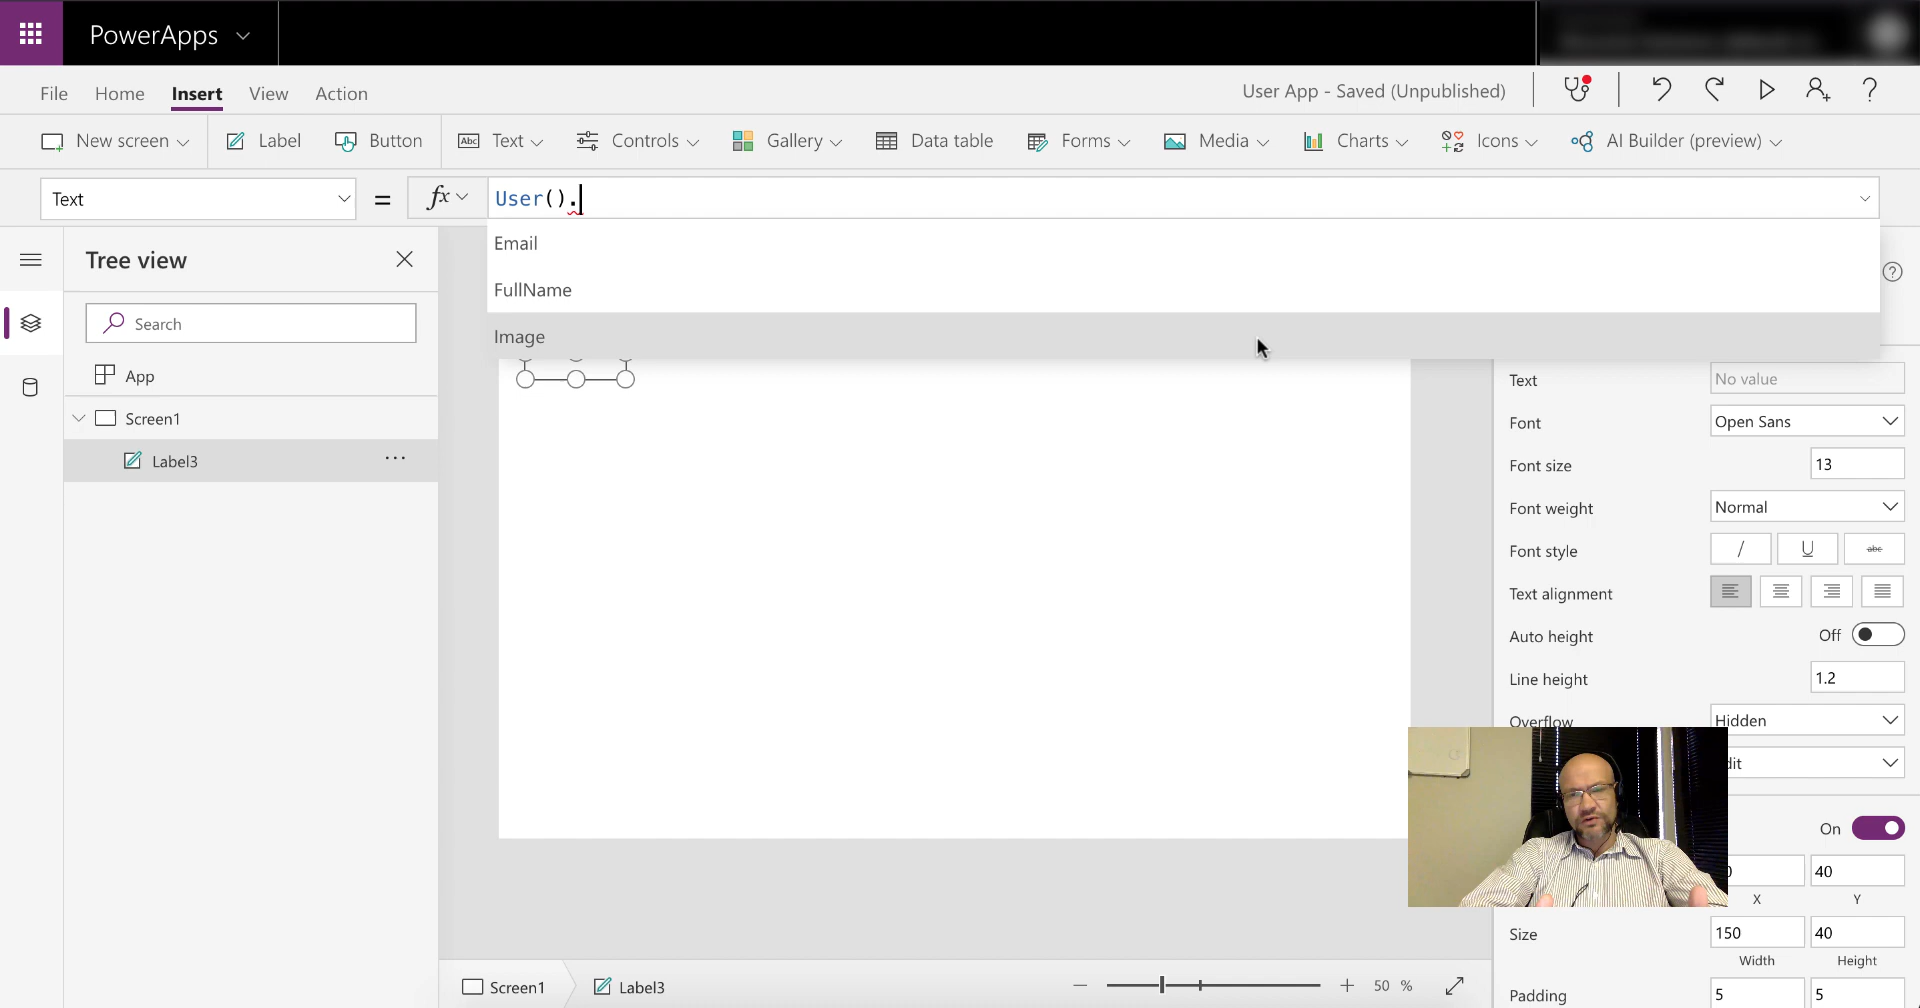 PowerApps
File Home Insert View Action
User App - Saved (Unpublished)
?
New screen Label Button Abc Text Controls Gallery Data table Forms Media Charts Icons AI Builder (preview)
Text = fx User().
Email
FullName
Image
Tree view
Search
App
Screen1
Label3 ...
?
Text No value
Font Open Sans
Font size 13
Font weight Normal
Font style / U abc
Text alignment
Auto height Off
Line height 1.2
Overflow Hidden
On
40
X Y
Size 150 40
Width Height
Padding 5 5
Screen1 Label3 50 %